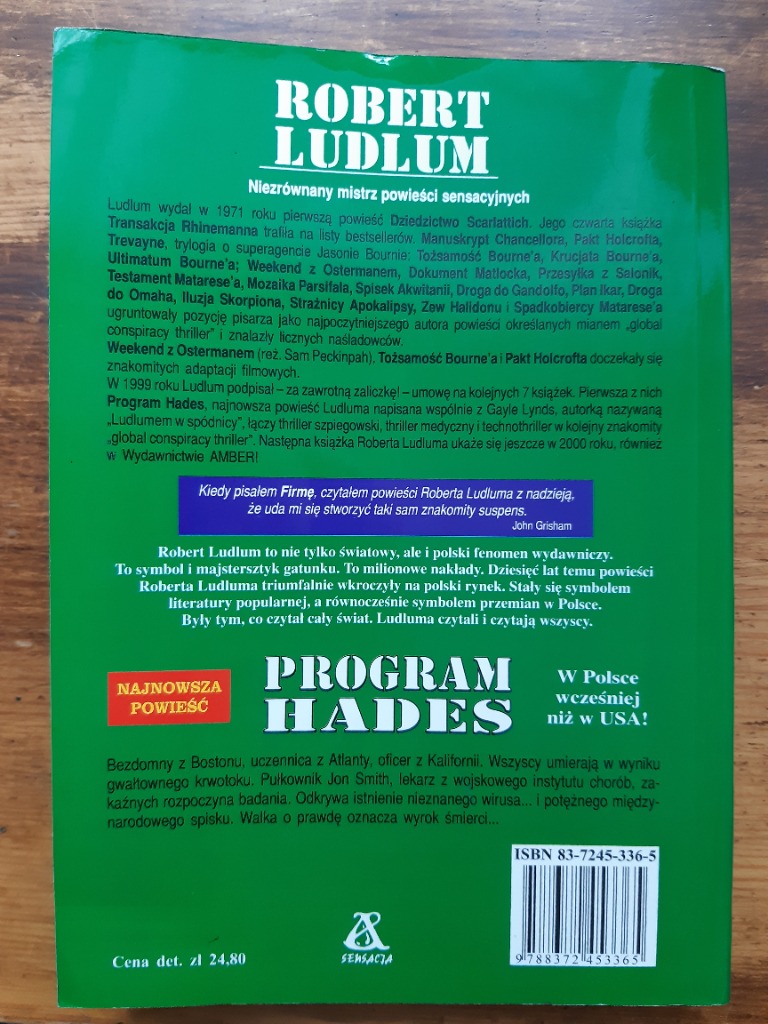 ROBERT
LUDLUM
Niezrównany mistrz powieści sensacyjnych
Ludlum wydał w 1971 roku pierwszą powieść Dziedzictwo Scarlattich. Jego czwarta książka
Transakcja Rhinemanna trafiła na listy bestsellerów. Manuskrypt Chancellora, Pakt Holcrofta,
Trevayne, trylogia o superagencie Jasonie Bournie: Tożsamość Bourne'a, Krucjata Bourne'a,
Ultimatum Bourne'a; Weekend z Ostermanem, Dokument Matlocka, Przesyłka z Salonik,
Testament Matarese'a, Mozaika Parsifala, Spisek Akwitanii, Droga do Gandolfo, Plan Ikar, Droga
do Omaha, Iluzja Skorpiona, Strażnicy Apokalipsy, Zew Halidonu i Spadkobiercy Matarese'a
ugruntowały pozycję pisarza jako najpoczytniejszego autora powieści określanych mianem „global
conspiracy thriller” i znalazły licznych naśladowców.
Weekend z Ostermanem (reż. Sam Peckinpah), Tożsamość Bourne'a i Pakt Holcrofta doczekały się
znakomitych adaptacji filmowych.
W 1999 roku Ludlum podpisał – za zawrotną zaliczkę! – umowę na kolejnych 7 książek. Pierwsza z nich
Program Hades, najnowsza powieść Ludluma napisana wspólnie z Gayle Lynds, autorką nazywaną
„Ludlumem w spódnicy”, łączy thriller szpiegowski, thriller medyczny i technothriller w kolejny znakomity
„global conspiracy thriller”. Następna książka Roberta Ludluma ukaże się jeszcze w 2000 roku, również
w Wydawnictwie AMBER!
Kiedy pisałem Firmę, czytałem powieści Roberta Ludluma z nadzieją,
że uda mi się stworzyć taki sam znakomity suspens.
John Grisham
Robert Ludlum to nie tylko światowy, ale i polski fenomen wydawniczy.
To symbol i majstersztyk gatunku. To milionowe nakłady. Dziesięć lat temu powieści
Roberta Ludluma triumfalnie wkroczyły na polski rynek. Stały się symbolem
literatury popularnej, a równocześnie symbolem przemian w Polsce.
Były tym, co czytał cały świat. Ludluma czytali i czytają wszyscy.
NAJNOWSZA
POWIEŚĆ
PROGRAM
HADES
W Polsce
wcześniej
niż w USA!
Bezdomny z Bostonu, uczennica z Atlanty, oficer z Kalifornii. Wszyscy umierają w wyniku
gwałtownego krwotoku. Pułkownik Jon Smith, lekarz z wojskowego instytutu chorób, za-
kaźnych rozpoczyna badania. Odkrywa istnienie nieznanego wirusa... i potężnego między-
narodowego spisku. Walka o prawdę oznacza wyrok śmierci...
ISBN 83-7245-336-5
9 788372 453365
SENSACJA
Cena det. zł 24,80